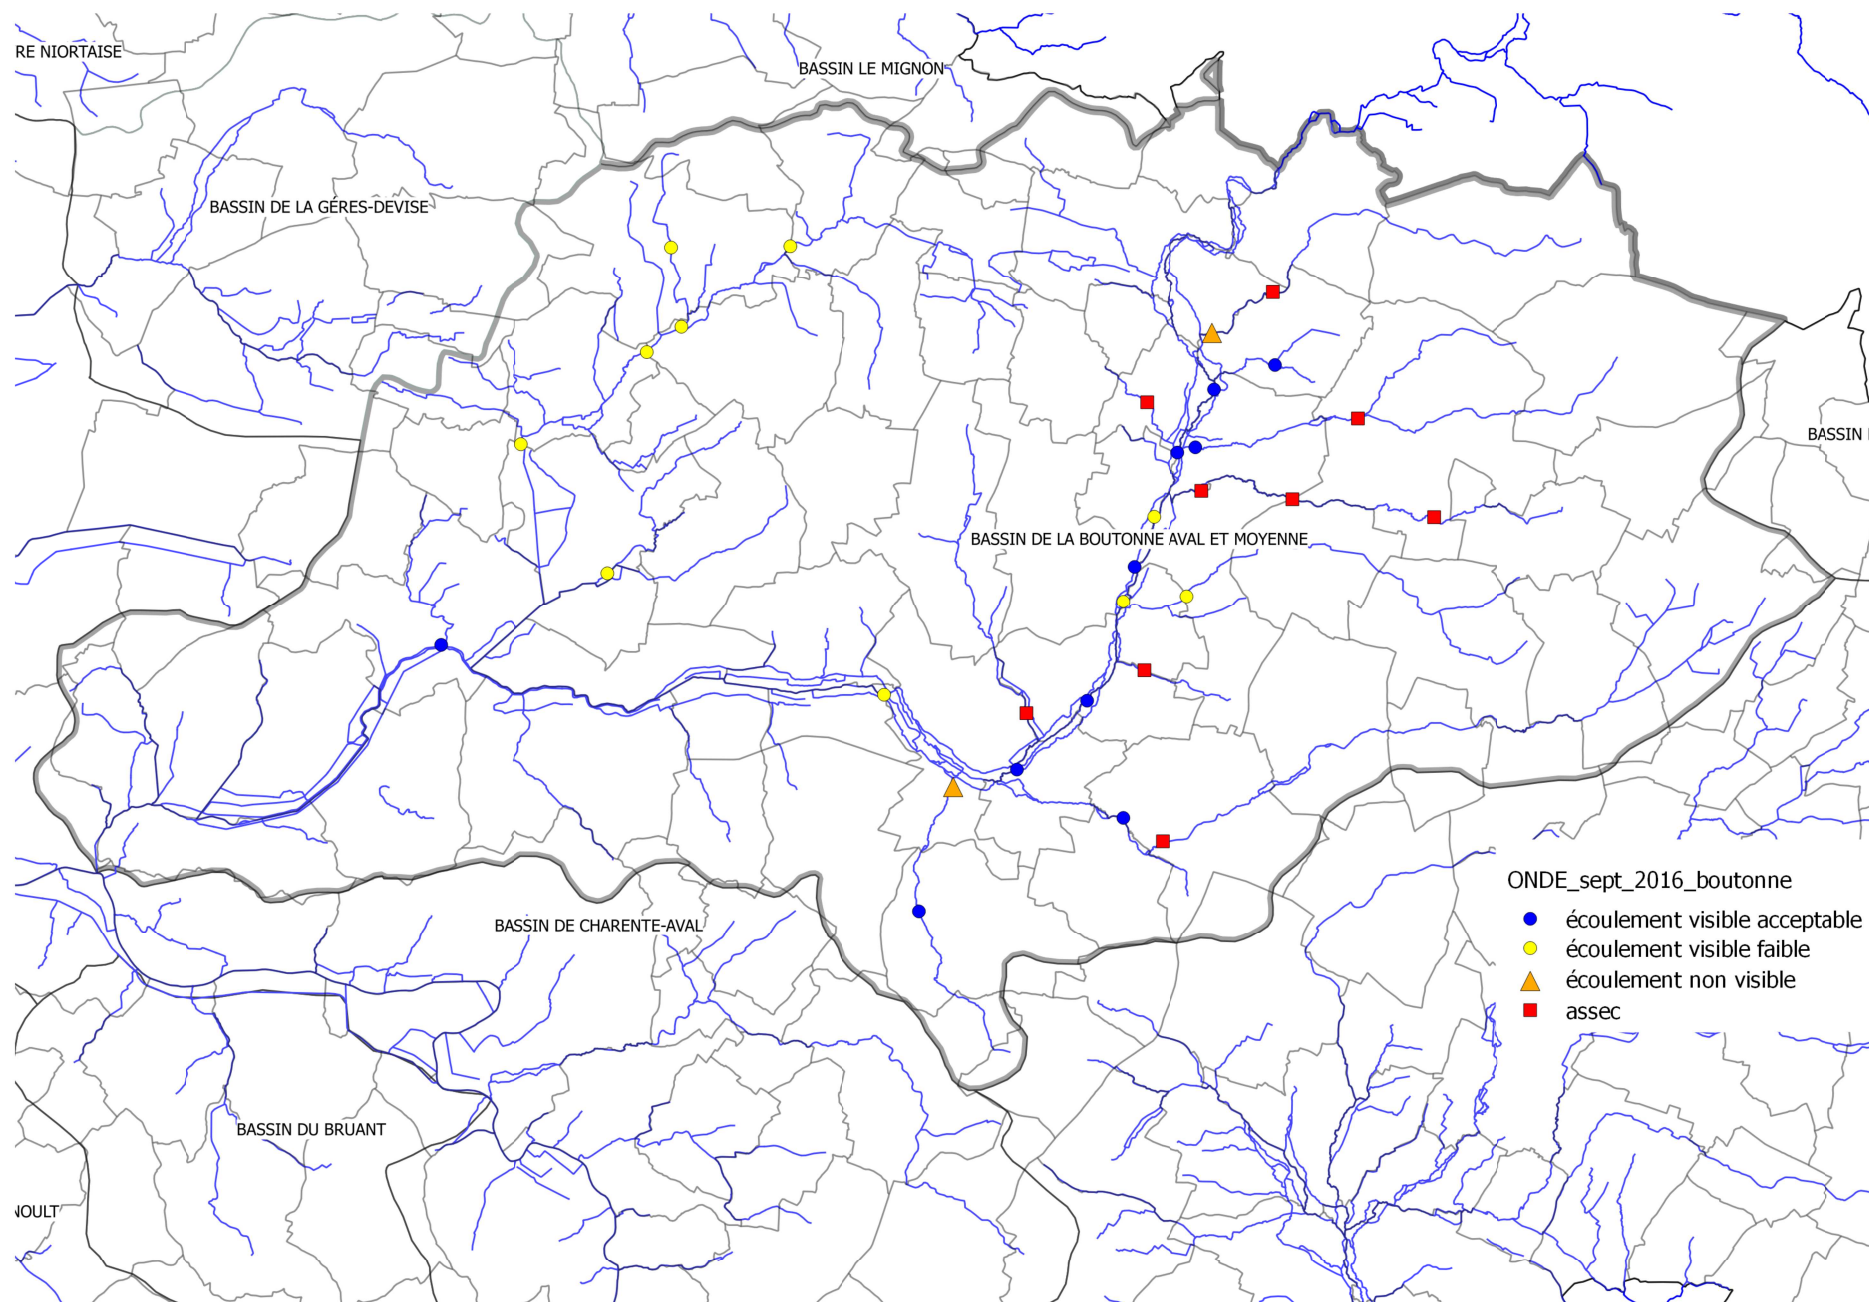 RE NIORTAISE
BASSIN LE MIGNON
BASSIN DE LA GÈRES-DEVISE
BASSIN
BASSIN DE LA BOUTONNE AVAL ET MOYENNE
ONDE_sept_2016_boutonne
écoulement visible acceptable
écoulement visible faible
écoulement non visible
assec
BASSIN DE CHARENTE-AVAL
BASSIN DU BRUANT
NOULT